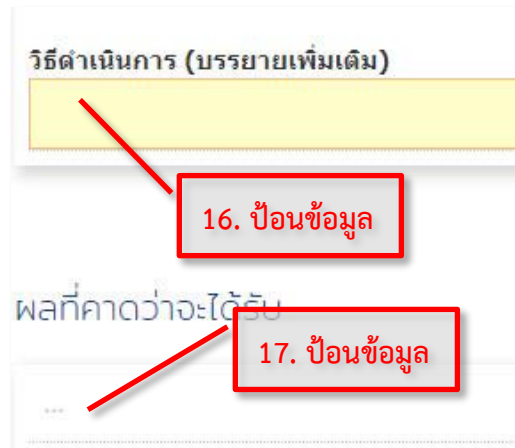 วิธีดำเนินการ (บรรยายเพิ่มเติม)
16. ป้อนข้อมูล
ผลที่คาดว่าจะได้รับ
17. ป้อนข้อมูล
...